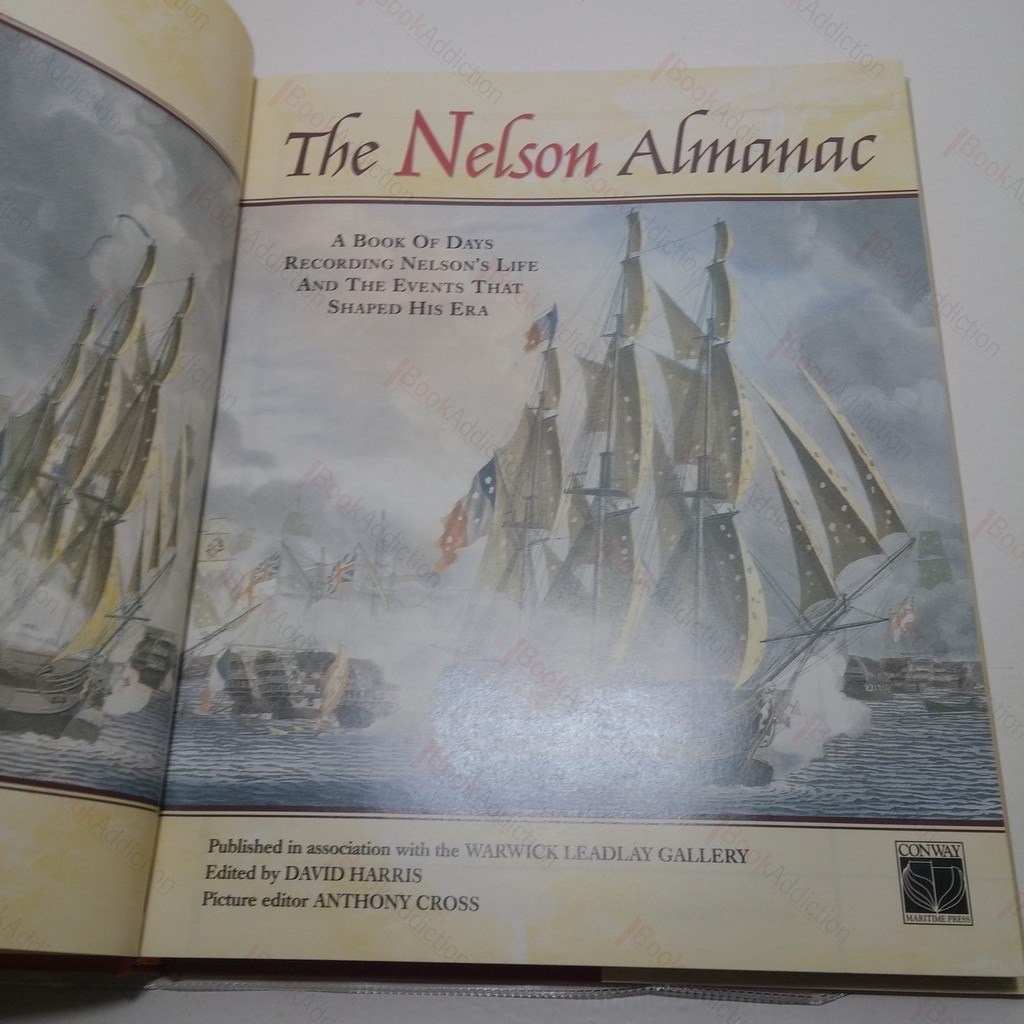 The Nelson Almanac
A Book Of Days
Recording Nelson's Life
And The Events That
Shaped His Era
Published in association with the WARWICK LEADLAY GALLERY
Edited by DAVID HARRIS
Picture editor ANTHONY CROSS
CONWAY
MARITIME PRESS
BookAddiction